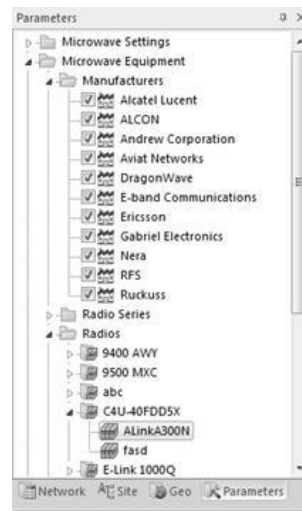 Parameters
Microwave Settings
Microwave Equipment
Manufacturers
Alcatel Lucent
ALCON
Andrew Corporation
Aviat Networks
DragonWave
E-band Communications
Ericsson
Gabriel Electronics
Nera
RFS
Ruckuss
Radio Series
Radios
9400 AWY
9500 MXC
abc
C4U-40FDD5X
ALinkA300N
fasd
E-Link 1000Q
Network Site Geo Parameters